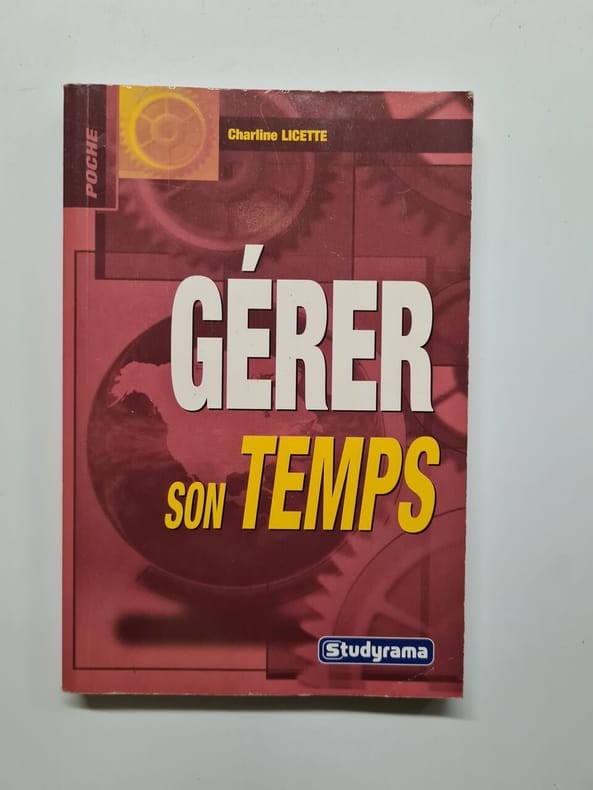 POCHE
Charline LICETTE
GÉRER
SON TEMPS
Studyrama